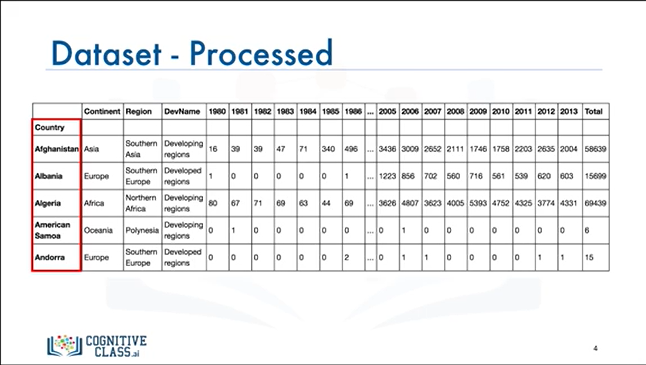 Dataset - Processed
Continent Region DevName 1980 1981 1982 1983 1984 1985 1986 ... 2005 2006 2007 2008 2009 2010 2011 2012 2013 Total
Country
Afghanistan Asia Southern Asia Developing regions 16 39 39 47 71 340 496 ... 3436 3009 2652 2111 1746 1758 2203 2635 2004 58639
Albania Europe Southern Europe Developed regions 1 0 0 0 0 0 1 ... 1223 856 702 560 716 561 539 620 603 15699
Algeria Africa Northern Africa Developing regions 80 67 71 69 63 44 69 ... 3626 4807 3623 4005 5393 4752 4325 3774 4331 69439
American Samoa Oceania Polynesia Developing regions 0 1 0 0 0 0 0 ... 0 1 0 0 0 0 0 0 0 6
Andorra Europe Southern Europe Developed regions 0 0 0 0 0 0 2 ... 0 1 1 0 0 0 0 1 1 15
COGNITIVE
CLASS.ai
4